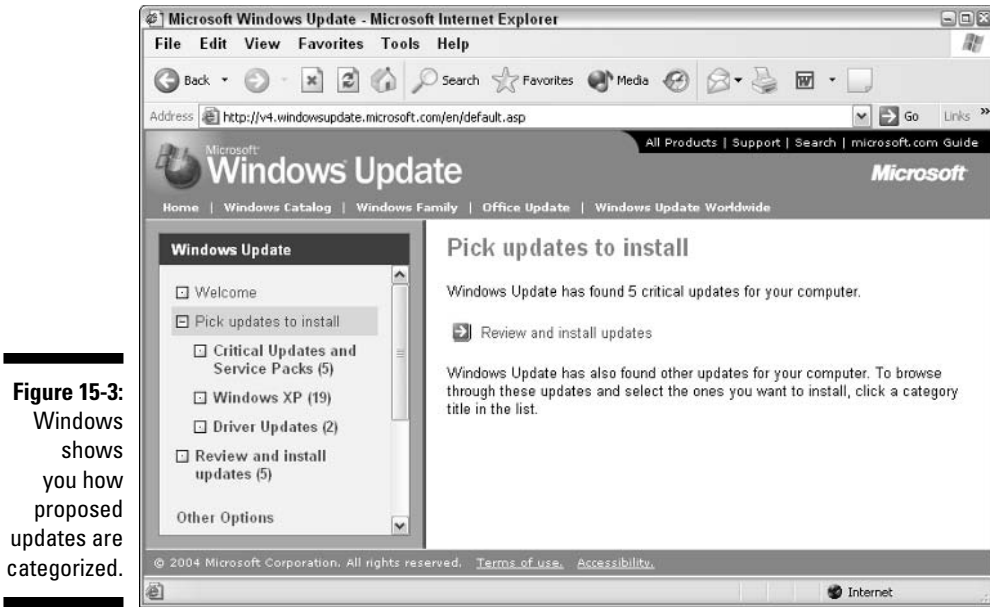 Microsoft Windows Update - Microsoft Internet Explorer
File Edit View Favorites Tools Help
Back Search Favorites Media
Address http://v4.windowsupdate.microsoft.com/en/default.asp Go Links »
All Products | Support | Search | microsoft.com Guide
Microsoft
Windows Update
Microsoft
Home | Windows Catalog | Windows Family | Office Update | Windows Update Worldwide
Windows Update
Welcome
Pick updates to install
Critical Updates and
Service Packs (5)
Windows XP (19)
Driver Updates (2)
Review and install
updates (5)
Other Options
Pick updates to install
Windows Update has found 5 critical updates for your computer.
Review and install updates
Windows Update has also found other updates for your computer. To browse
through these updates and select the ones you want to install, click a category
title in the list.
© 2004 Microsoft Corporation. All rights reserved. Terms of use. Accessibility.
Internet
Figure 15-3:
Windows
shows
you how
proposed
updates are
categorized.